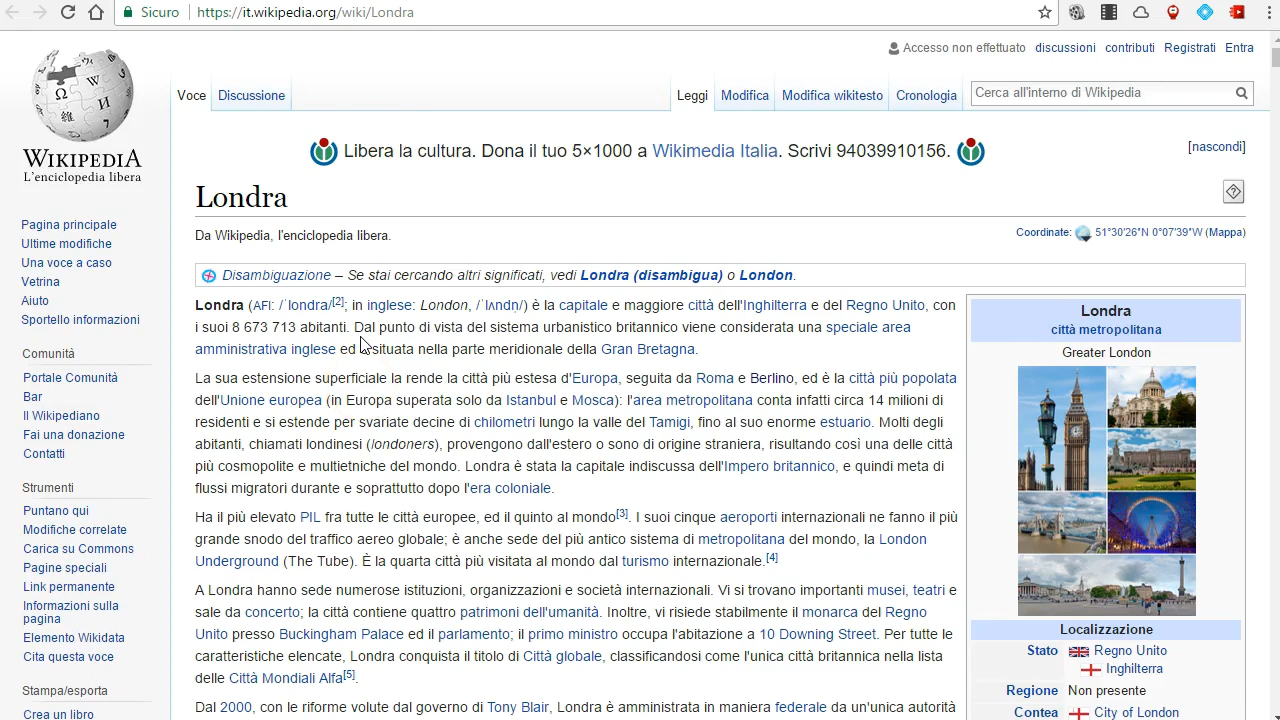 Sicuro https://it.wikipedia.org/wiki/Londra
Accesso non effettuato discussioni contributi Registrati Entra
Voce Discussione Leggi Modifica Modifica wikitesto Cronologia Cerca all'interno di Wikipedia
WIKIPEDIA
L'enciclopedia libera
Libera la cultura. Dona il tuo 5×1000 a Wikimedia Italia. Scrivi 94039910156.
[nascondi]
Londra
Da Wikipedia, l'enciclopedia libera.
Coordinate: 51°30′26″N 0°07′39″W (Mappa)
Disambiguazione – Se stai cercando altri significati, vedi Londra (disambigua) o London.
Londra (AFI: /ˈlondra/[2]; in inglese: London, /ˈlʌndn̩/) è la capitale e maggiore città dell'Inghilterra e del Regno Unito, con
i suoi 8 673 713 abitanti. Dal punto di vista del sistema urbanistico britannico viene considerata una speciale area
amministrativa inglese ed situata nella parte meridionale della Gran Bretagna.
La sua estensione superficiale la rende la città più estesa d'Europa, seguita da Roma e Berlino, ed è la città più popolata
dell'Unione europea (in Europa superata solo da Istanbul e Mosca): l'area metropolitana conta infatti circa 14 milioni di
residenti e si estende per svariate decine di chilometri lungo la valle del Tamigi, fino al suo enorme estuario. Molti degli
abitanti, chiamati londinesi (londoners), provengono dall'estero o sono di origine straniera, risultando così una delle città
più cosmopolite e multietniche del mondo. Londra è stata la capitale indiscussa dell'Impero britannico, e quindi meta di
flussi migratori durante e soprattutto dopo l'era coloniale.
Ha il più elevato PIL fra tutte le città europee, ed il quinto al mondo[3]. I suoi cinque aeroporti internazionali ne fanno il più
grande snodo del traffico aereo globale; è anche sede del più antico sistema di metropolitana del mondo, la London
Underground (The Tube). È la quarta città più visitata al mondo dal turismo internazionale.[4]
A Londra hanno sede numerose istituzioni, organizzazioni e società internazionali. Vi si trovano importanti musei, teatri e
sale da concerto; la città contiene quattro patrimoni dell'umanità. Inoltre, vi risiede stabilmente il monarca del Regno
Unito presso Buckingham Palace ed il parlamento; il primo ministro occupa l'abitazione a 10 Downing Street. Per tutte le
caratteristiche elencate, Londra conquista il titolo di Città globale, classificandosi come l'unica città britannica nella lista
delle Città Mondiali Alfa[5].
Dal 2000, con le riforme volute dal governo di Tony Blair, Londra è amministrata in maniera federale da un'unica autorità
Londra
città metropolitana
Greater London
Localizzazione
Stato Regno Unito
Inghilterra
Regione Non presente
Contea City of London
Pagina principale
Ultime modifiche
Una voce a caso
Vetrina
Aiuto
Sportello informazioni
Comunità
Portale Comunità
Bar
Il Wikipediano
Fai una donazione
Contatti
Strumenti
Puntano qui
Modifiche correlate
Carica su Commons
Pagine speciali
Link permanente
Informazioni sulla
pagina
Elemento Wikidata
Cita questa voce
Stampa/esporta
Crea un libro